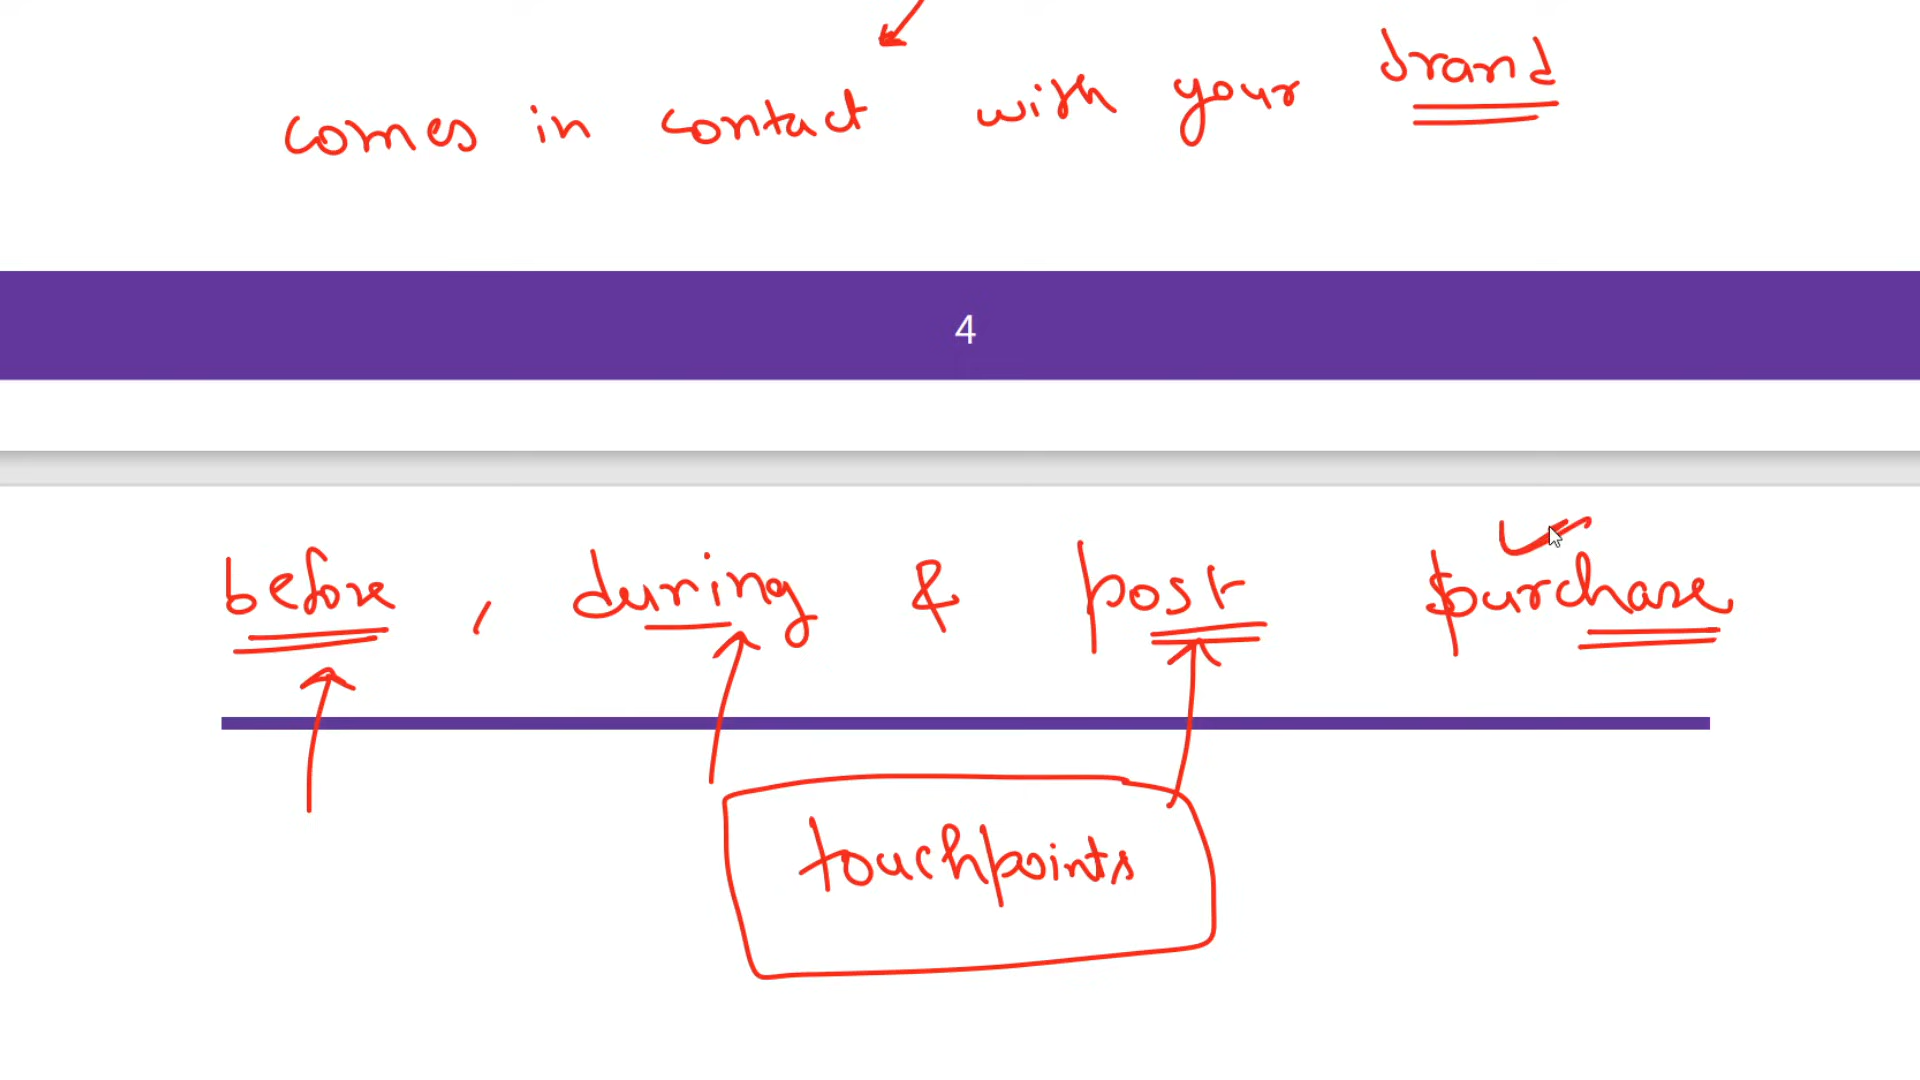 comes in contact with your brand
4
before, during & post purchase
touchpoints